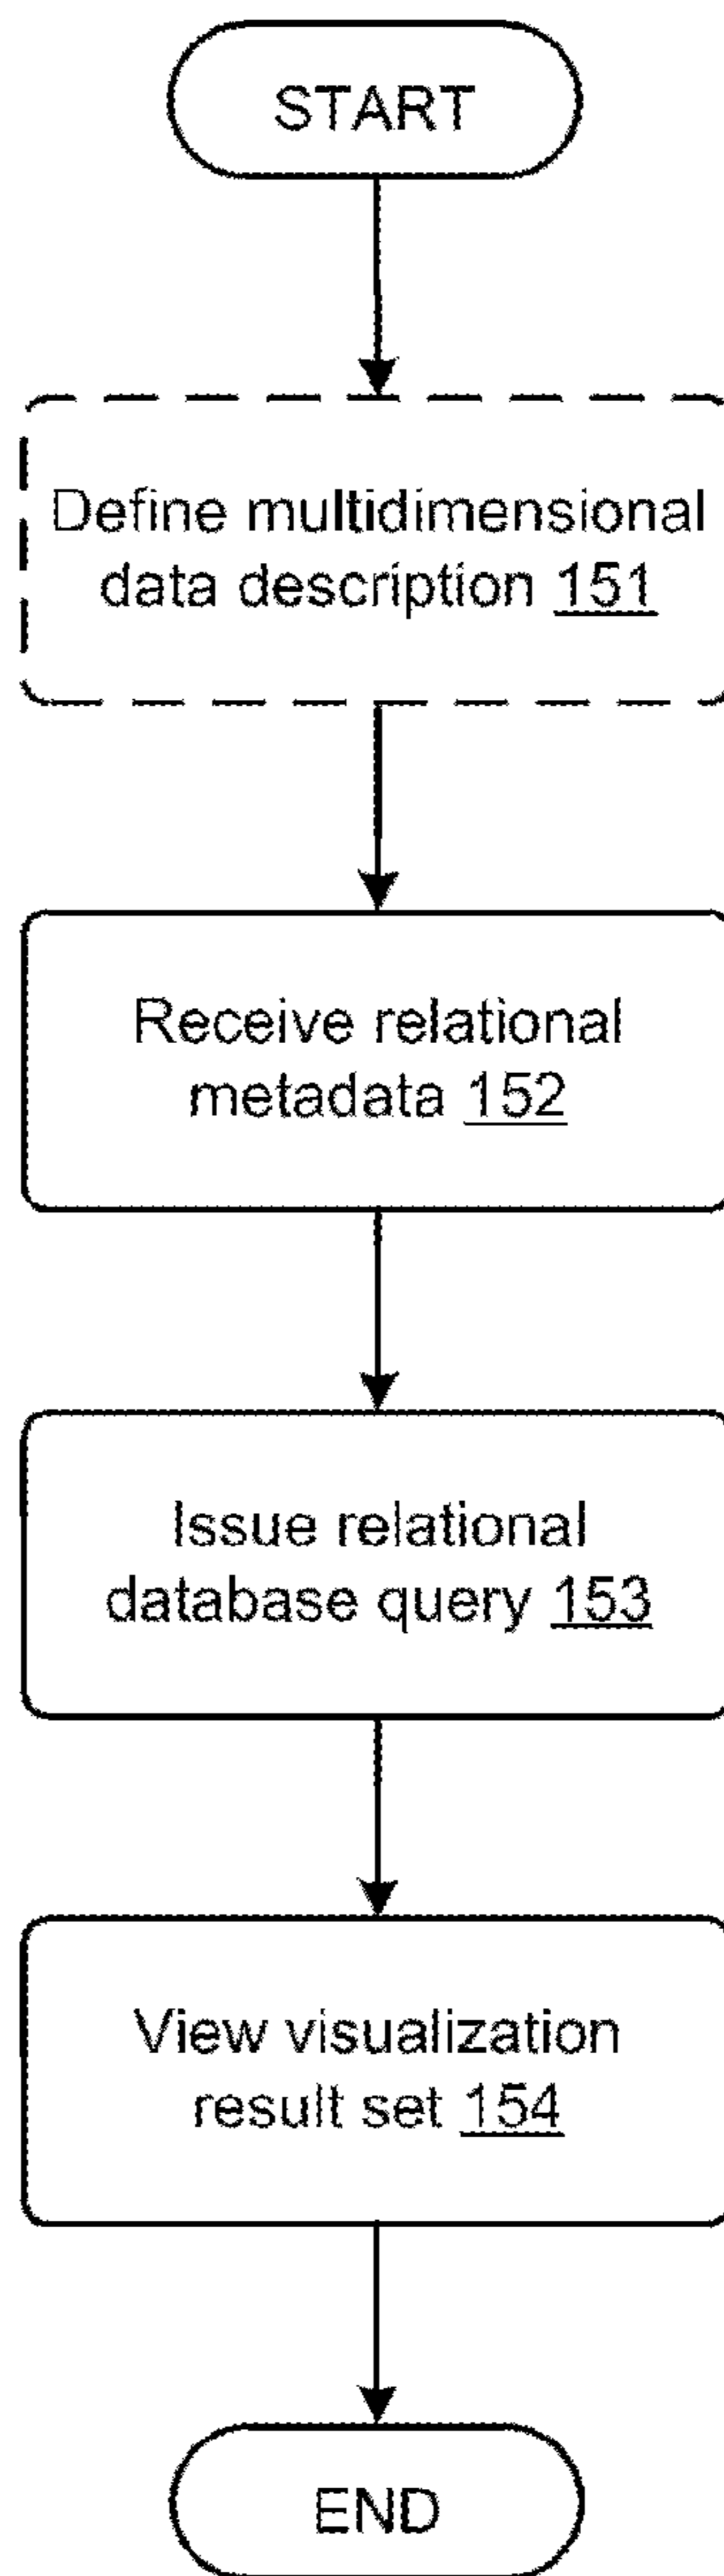 START
Define multidimensional
data description 151
Receive relational
metadata 152
Issue relational
database query 153
View visualization
result set 154
END